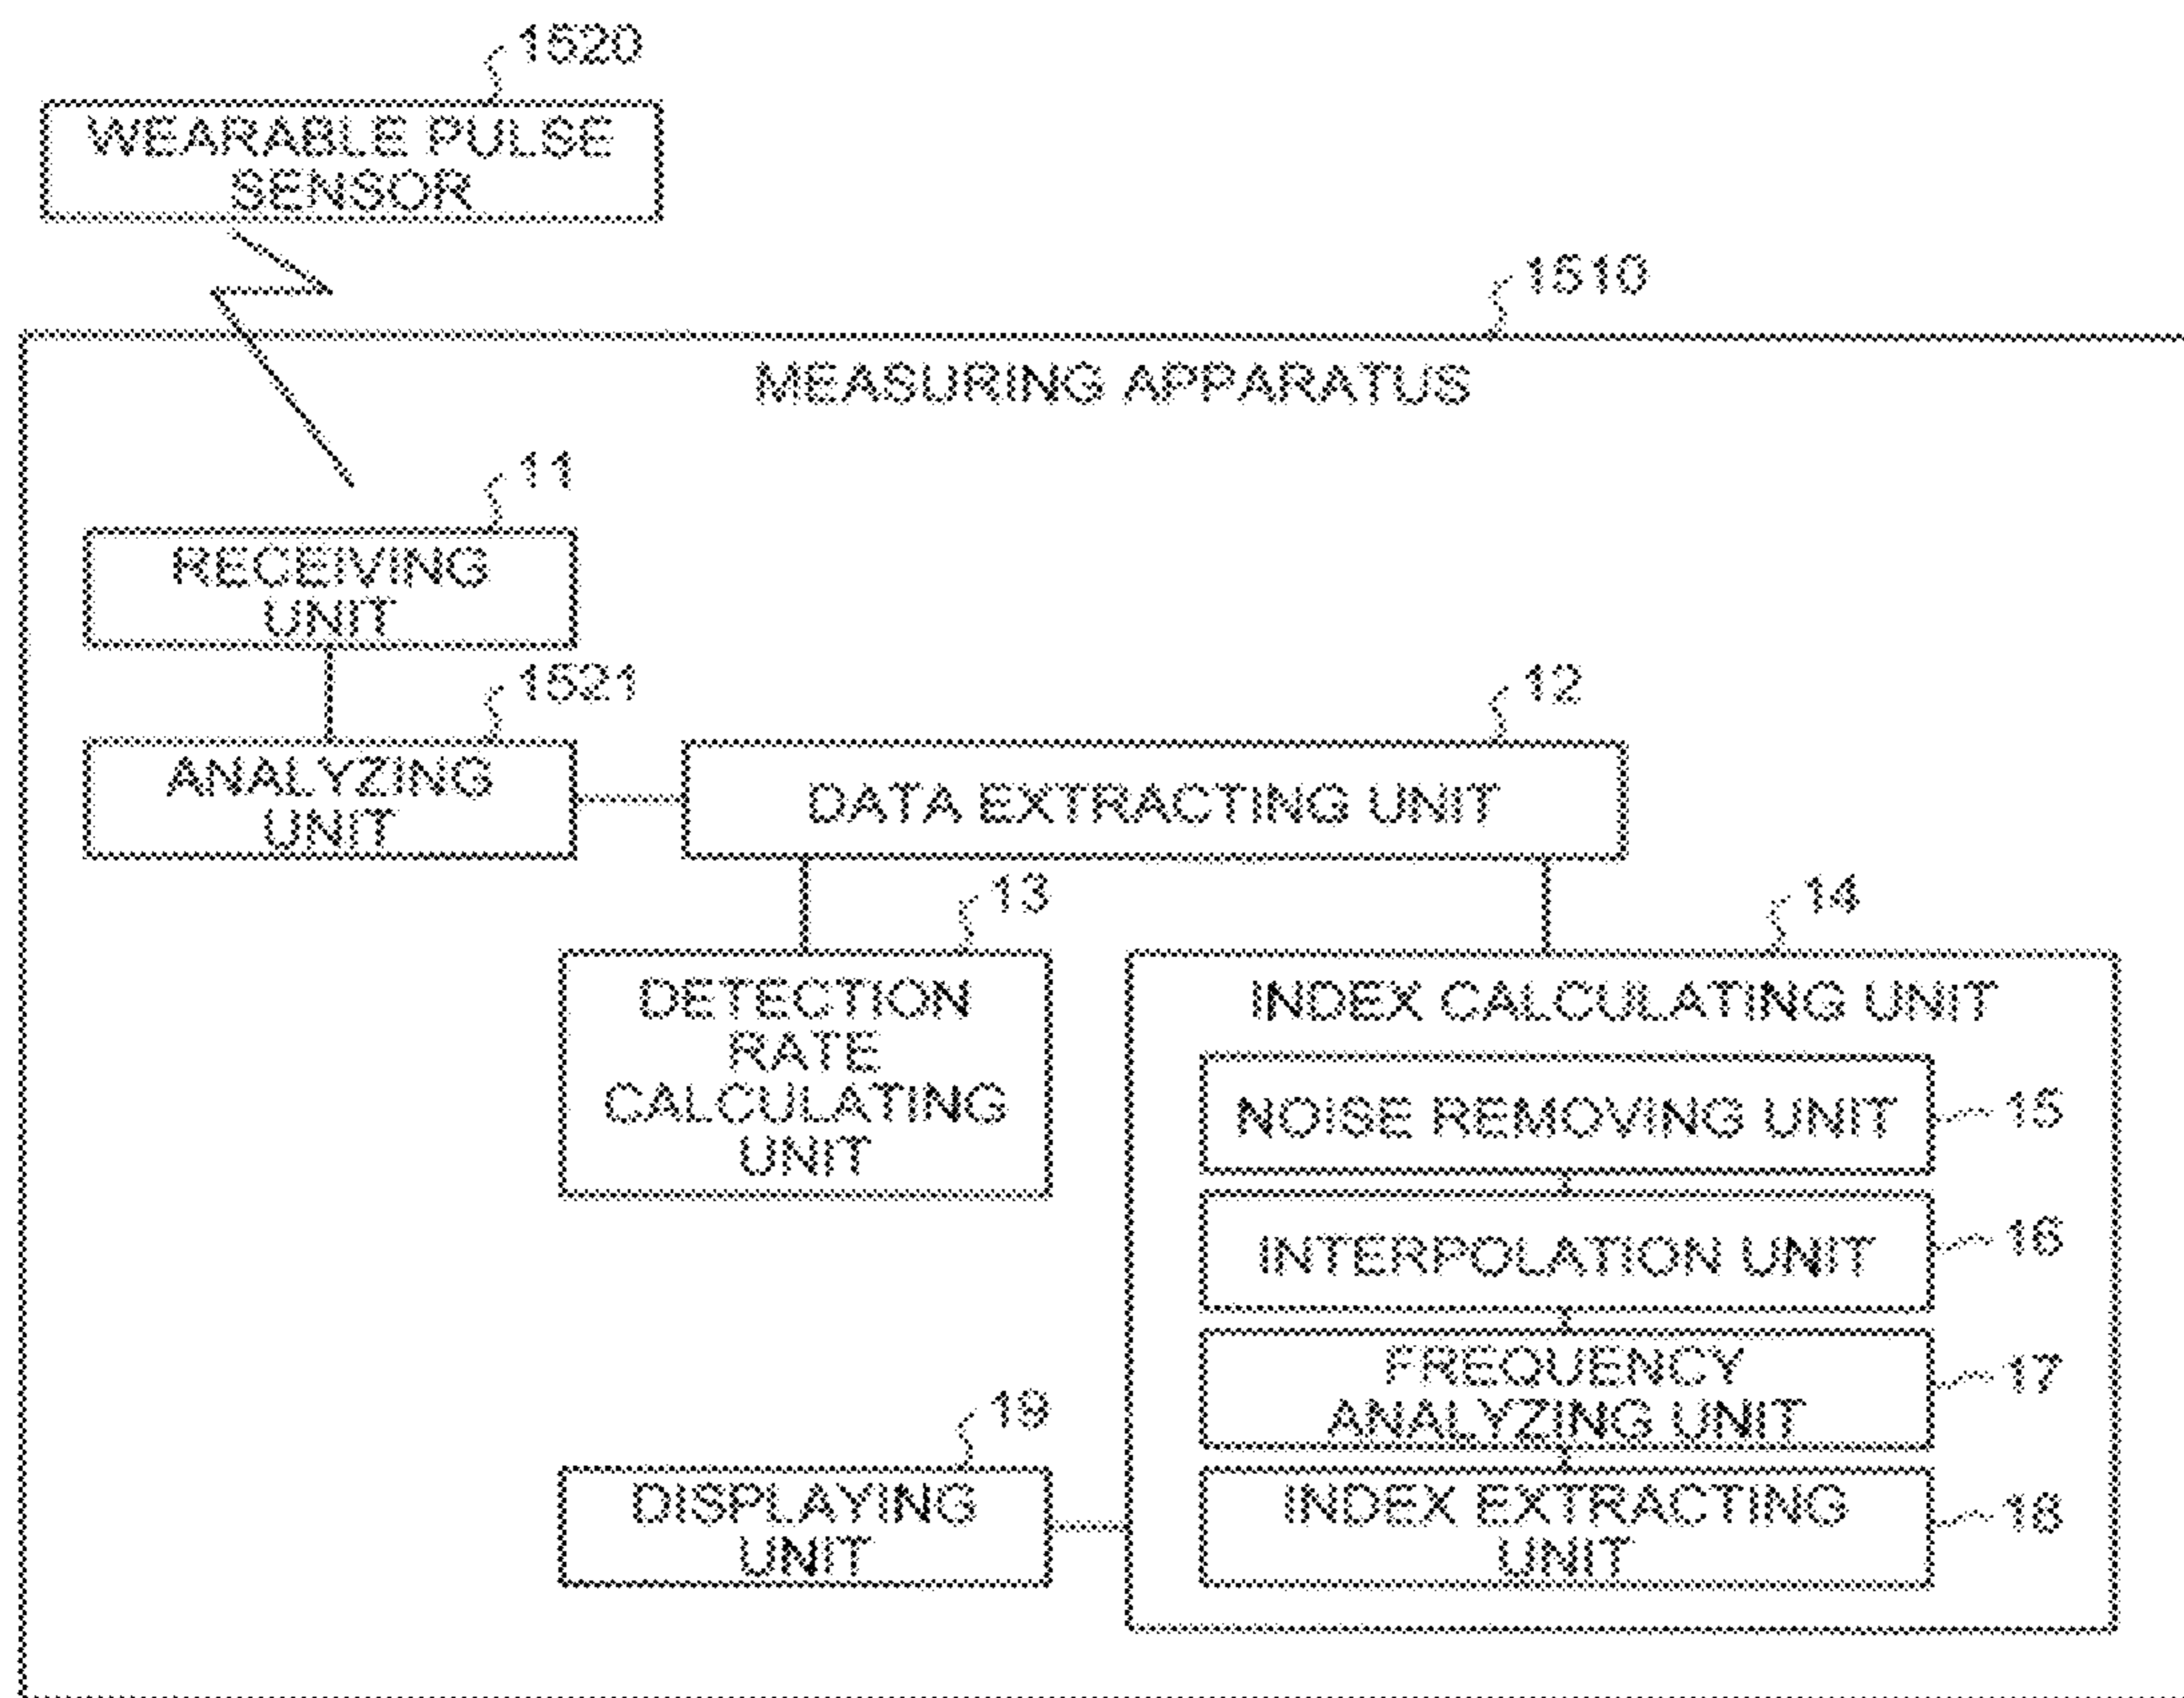 1520
WEARABLE PULSE
SENSOR
1510
MEASURING APPARATUS
11
RECEIVING
UNIT
1521
ANALYZING
UNIT
12
DATA EXTRACTING UNIT
13
DETECTION
RATE
CALCULATING
UNIT
14
INDEX CALCULATING UNIT
NOISE REMOVING UNIT
15
INTERPOLATION UNIT
16
FREQUENCY
ANALYZING UNIT
17
19
DISPLAYING
UNIT
INDEX EXTRACTING
UNIT
18